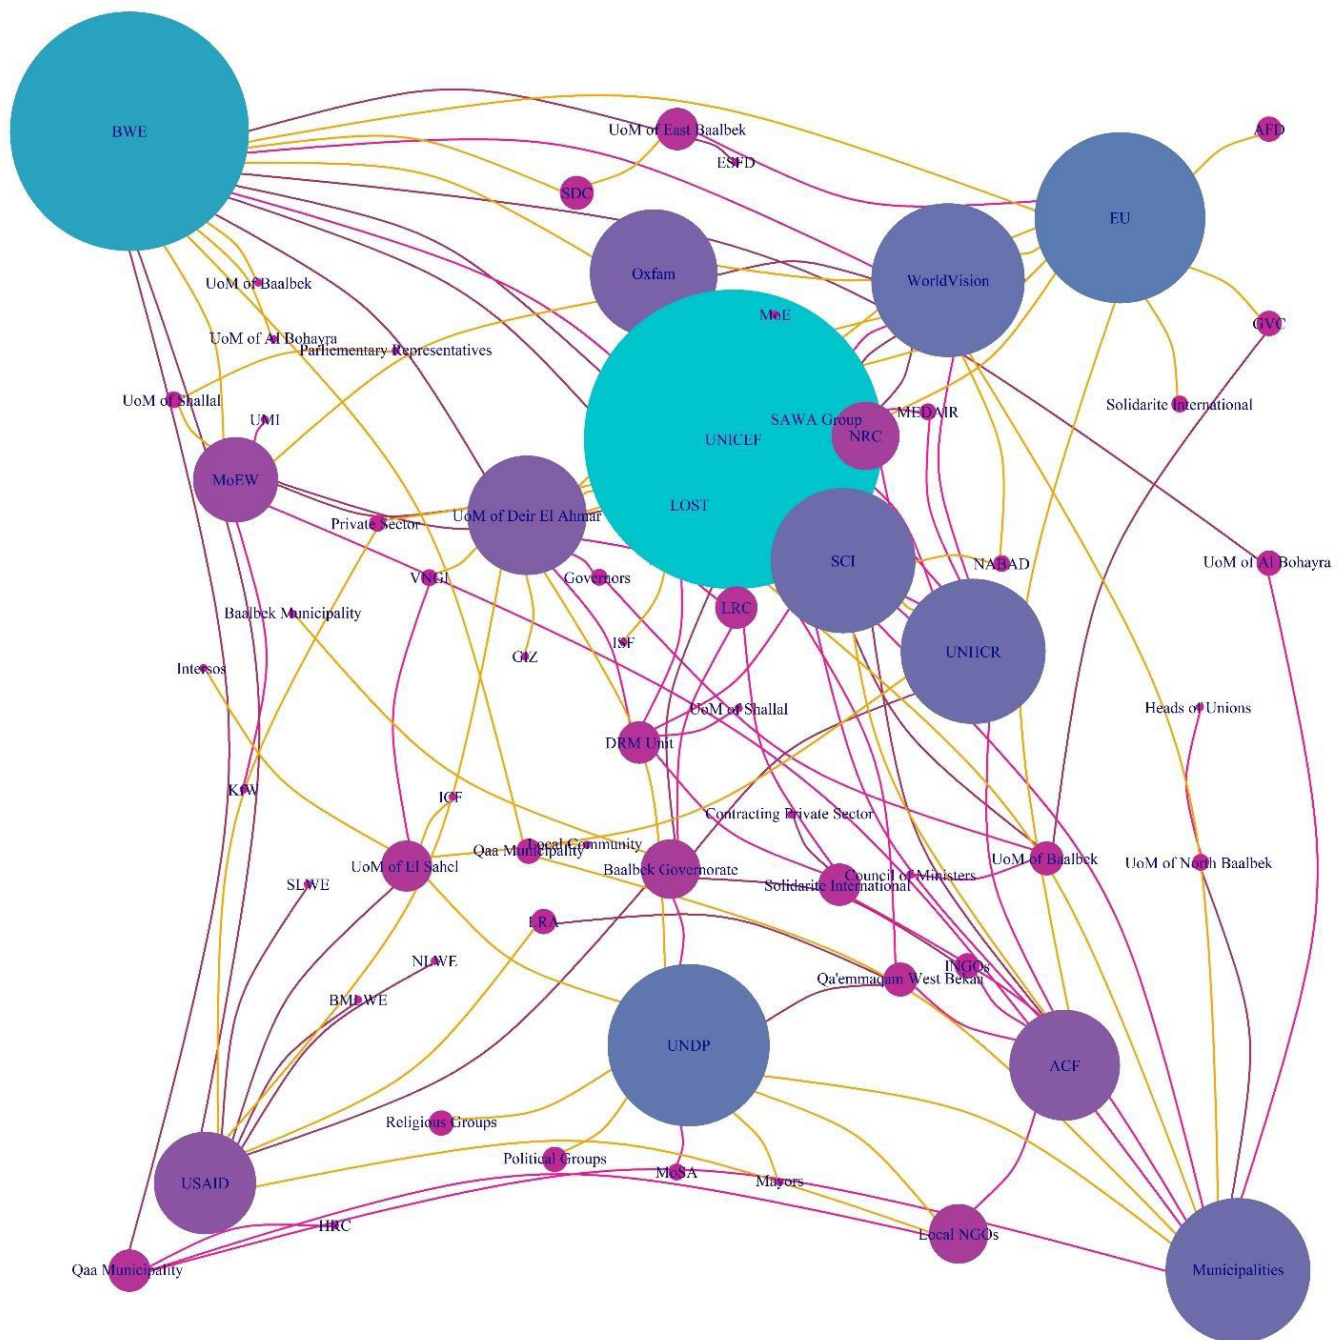 BWE
UoM of East Baalbek
AFD
ESFD
SDC
EU
Oxfam
WorldVision
UoM of Baalbek
MoE
GVC
UoM of Al Bohayra
Parliementary Representatives
UoM of Shallal
Solidarite International
UMI
SAWA Group
MEDAIR
UNICEF
NRC
MoEW
LOST
UoM of Deir El Ahmar
Private Sector
SCI
NABAD
UoM of Al Bohayra
VNGI
Governors
LRC
Baalbek Municipality
ISF
UNHCR
GIZ
Intersos
UoM of Shallal
Heads of Unions
DRM Unit
KfW
ICF
Contracting Private Sector
Local Community
Qaa Municipality
UoM of Baalbek
UoM of North Baalbek
UoM of El Sahel
Baalbek Governorate
Council of Ministers
Solidarite International
SLWE
LRA
NLWE
INGOs
Qa'emmaqam West Bekaa
BMLWE
UNDP
ACF
Religious Groups
Political Groups
MoSA
Mayors
USAID
HRC
Local NGOs
Qaa Municipality
Municipalities